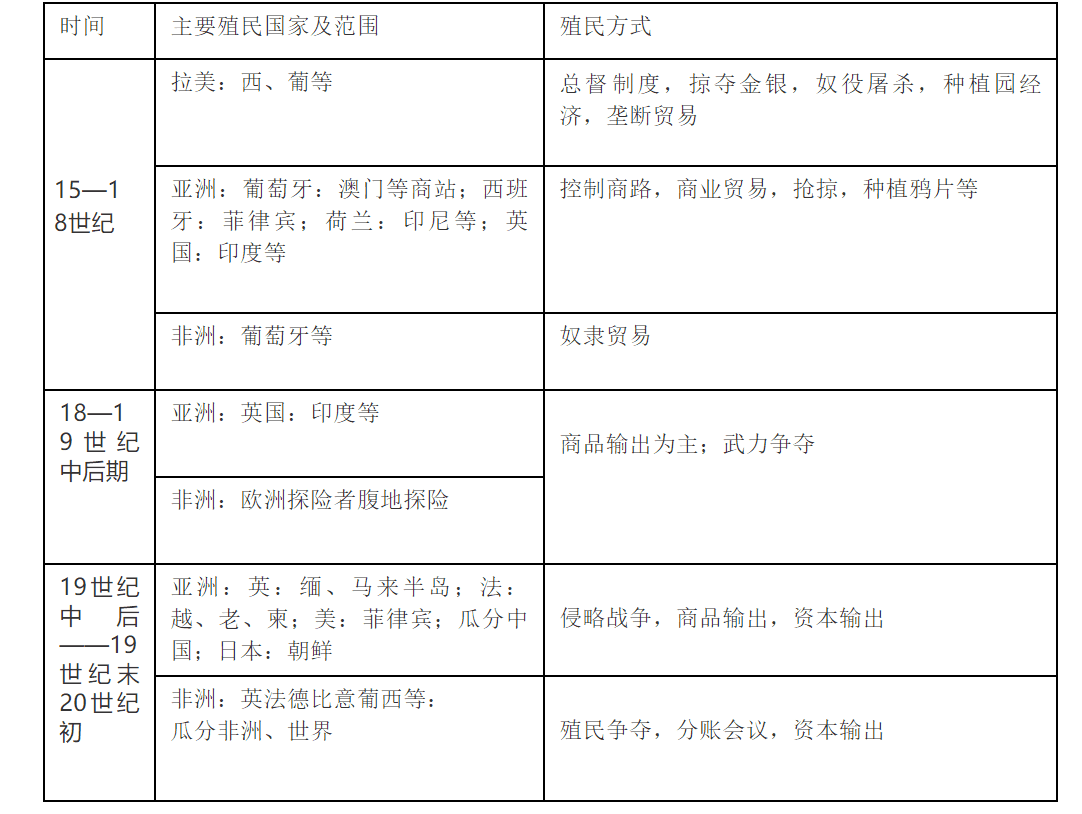 时间
主要殖民国家及范围
殖民方式
15—1
8世纪
拉美：西、葡等
总督制度，掠夺金银，奴役屠杀，种植园经
济，垄断贸易
亚洲：葡萄牙：澳门等商站；西班
牙：菲律宾；荷兰：印尼等；英
国：印度等
控制商路，商业贸易，抢掠，种植鸦片等
非洲：葡萄牙等
奴隶贸易
18—1
9世纪
中后期
亚洲：英国：印度等
商品输出为主；武力争夺
非洲：欧洲探险者腹地探险
19世纪
中后
——19
世纪末
20世纪
初
亚洲：英：缅、马来半岛；法：
越、老、柬；美：菲律宾；瓜分中
国；日本：朝鲜
侵略战争，商品输出，资本输出
非洲：英法德比意葡西等：
瓜分非洲、世界
殖民争夺，分账会议，资本输出